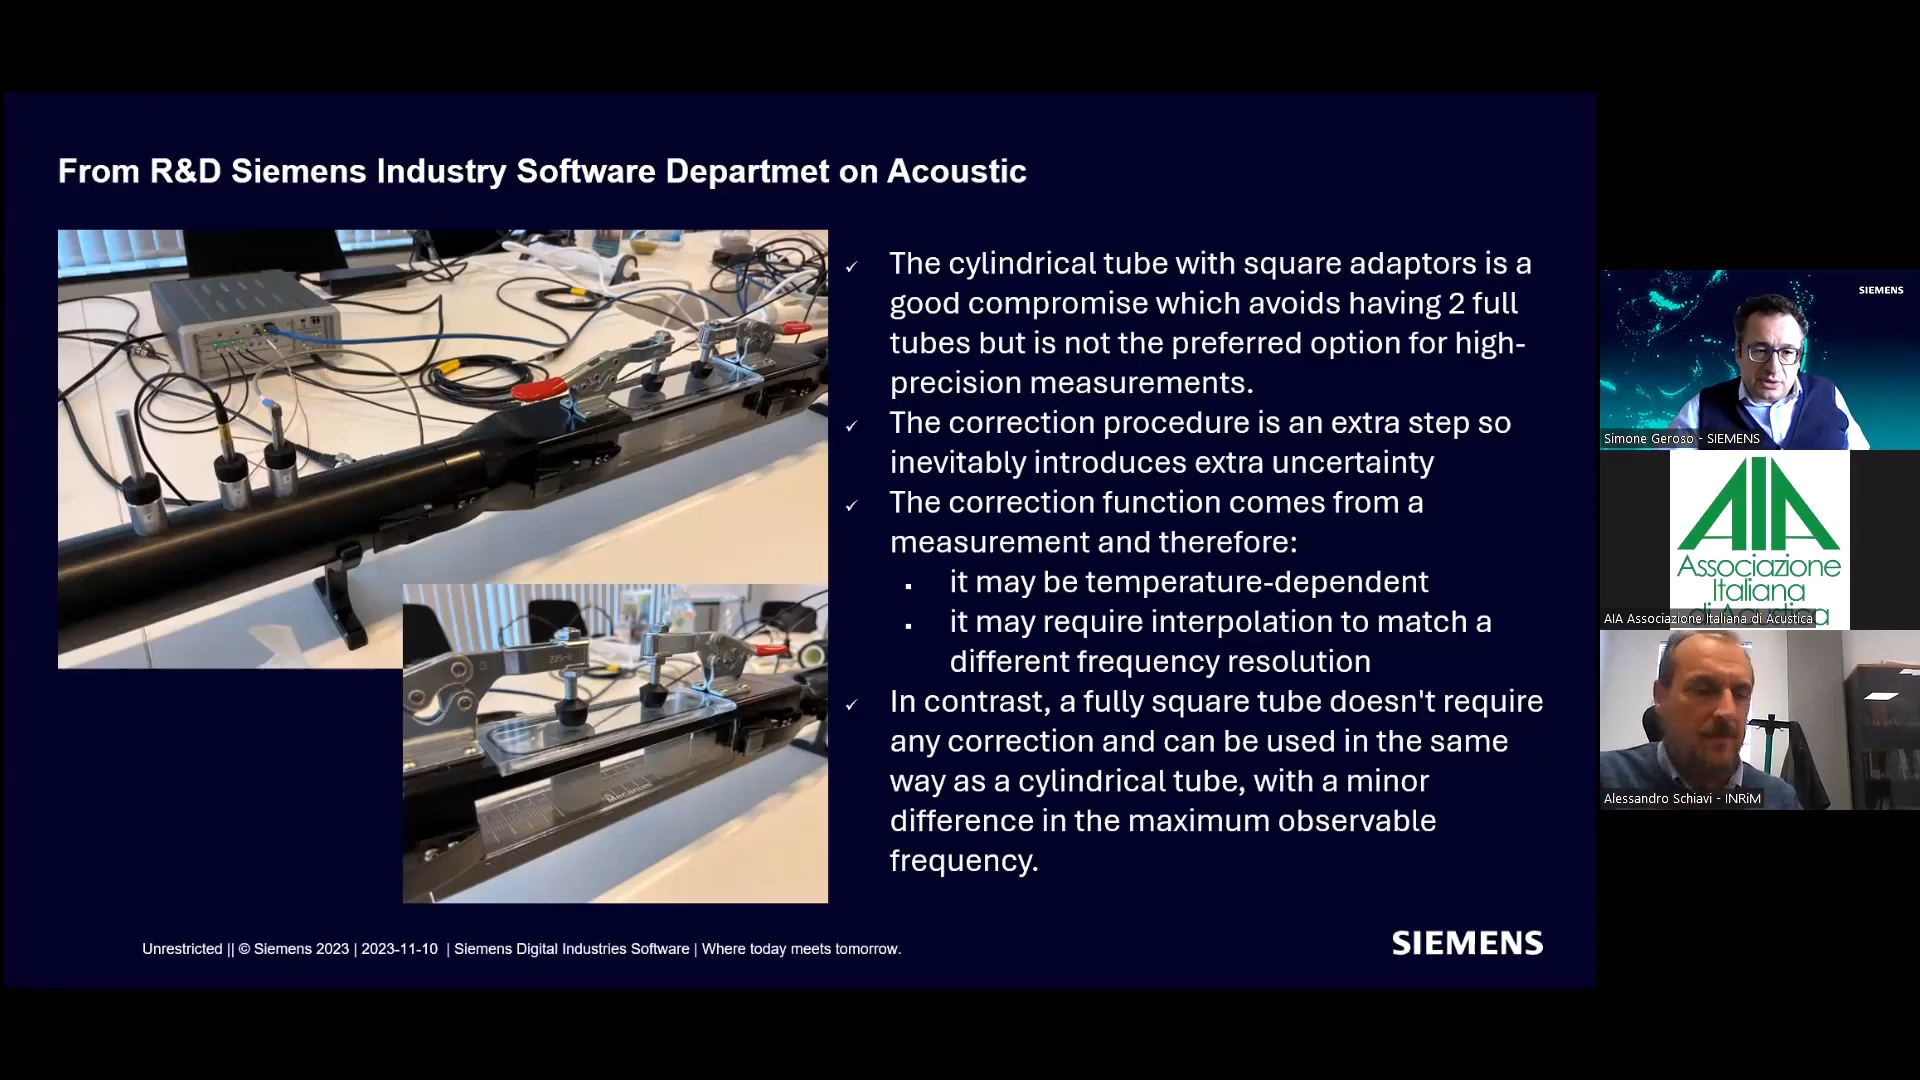 From R&D Siemens Industry Software Departmet on Acoustic
✓ The cylindrical tube with square adaptors is a
good compromise which avoids having 2 full
tubes but is not the preferred option for high-
precision measurements.
✓ The correction procedure is an extra step so
inevitably introduces extra uncertainty
✓ The correction function comes from a
measurement and therefore:
▪ it may be temperature-dependent
▪ it may require interpolation to match a
different frequency resolution
✓ In contrast, a fully square tube doesn't require
any correction and can be used in the same
way as a cylindrical tube, with a minor
difference in the maximum observable
frequency.
Mecanum
Unrestricted || © Siemens 2023 | 2023-11-10 | Siemens Digital Industries Software | Where today meets tomorrow.
SIEMENS
SIEMENS
Simone Geroso - SIEMENS
AIA
Associazione
Italiana
di Acustica
AIA Associazione Italiana di Acustica
Alessandro Schiavi - INRiM